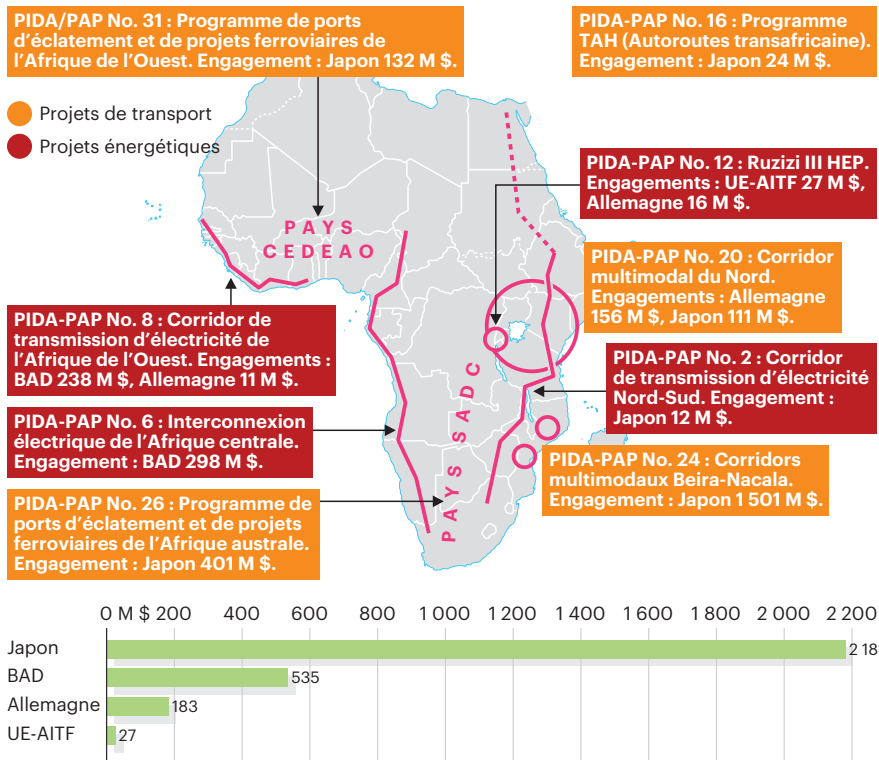 PIDA/PAP No. 31 : Programme de ports
d’éclatement et de projets ferroviaires de
l’Afrique de l’Ouest. Engagement : Japon 132 M $.
PIDA-PAP No. 16 : Programme
TAH (Autoroutes transafricaine).
Engagement : Japon 24 M $.
Projets de transport
Projets énergétiques
PIDA-PAP No. 12 : Ruzizi III HEP.
Engagements : UE-AITF 27 M $,
Allemagne 16 M $.
PAYS
CEDEAO
PIDA-PAP No. 20 : Corridor
multimodal du Nord.
Engagements : Allemagne
156 M $, Japon 111 M $.
PIDA-PAP No. 8 : Corridor de
transmission d’électricité de
l’Afrique de l’Ouest. Engagements :
BAD 238 M $, Allemagne 11 M $.
PIDA-PAP No. 2 : Corridor
de transmission d’électricité
Nord-Sud. Engagement :
Japon 12 M $.
PAYS SADC
PIDA-PAP No. 6 : Interconnexion
électrique de l’Afrique centrale.
Engagement : BAD 298 M $.
PIDA-PAP No. 24 : Corridors
multimodaux Beira-Nacala.
Engagement : Japon 1 501 M $.
PIDA-PAP No. 26 : Programme de
ports d’éclatement et de projets
ferroviaires de l’Afrique australe.
Engagement : Japon 401 M $.
0 M $ 200 400 600 800 1 000 1 200 1 400 1 600 1 800 2 000 2 200
Japon 2 18
BAD 535
Allemagne 183
UE-AITF 27